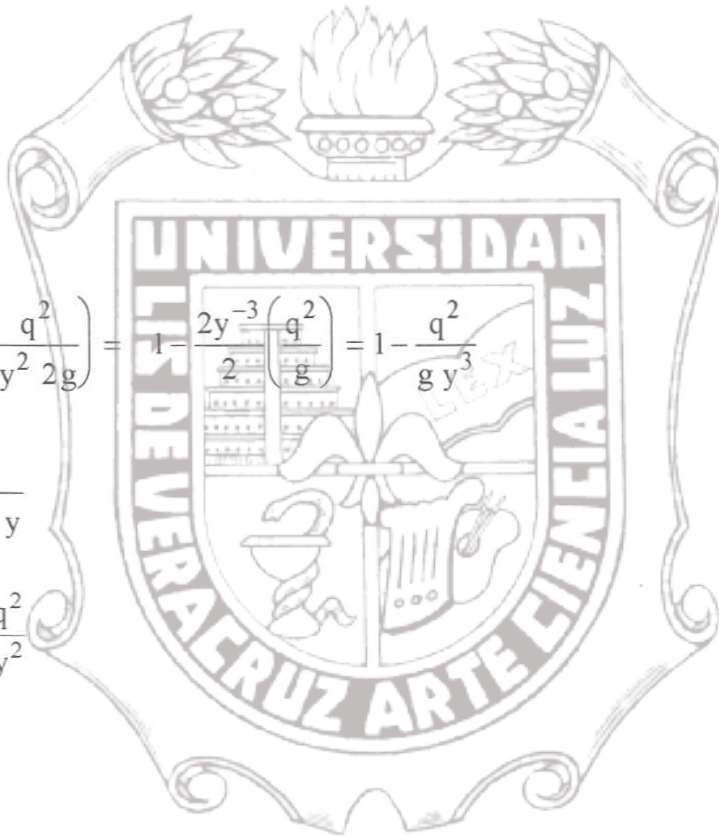 UNIVERSIDAD
LIS DE VERACRUZ ARTE CIENCIA LUZ
LEX
q²/(y² 2g)) = 1 − (2y⁻³/2)(q²/g) = 1 − q²/(g y³)
y
q²/y²